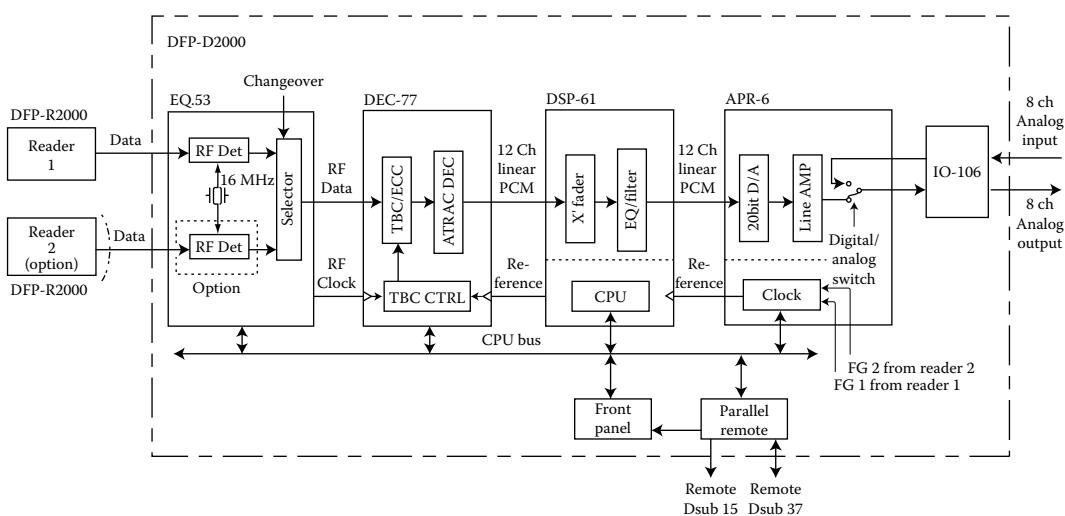 DFP-D2000
Changeover
EQ.53
DEC-77
DSP-61
APR-6
DFP-R2000
Reader
1
Data
RF Det
16 MHz
Selector
RF
Data
TBC/ECC
ATRAC DEC
12 Ch
linear
PCM
X' fader
EQ/filter
12 Ch
linear
PCM
20bit D/A
Line AMP
IO-106
8 ch
Analog
input
8 ch
Analog
output
Digital/
analog
switch
Reader
2
(option)
DFP-R2000
Data
RF Det
Option
RF
Clock
TBC CTRL
Re-
ference
CPU
Re-
ference
Clock
CPU bus
FG 2 from reader 2
FG 1 from reader 1
Front
panel
Parallel
remote
Remote
Dsub 15
Remote
Dsub 37